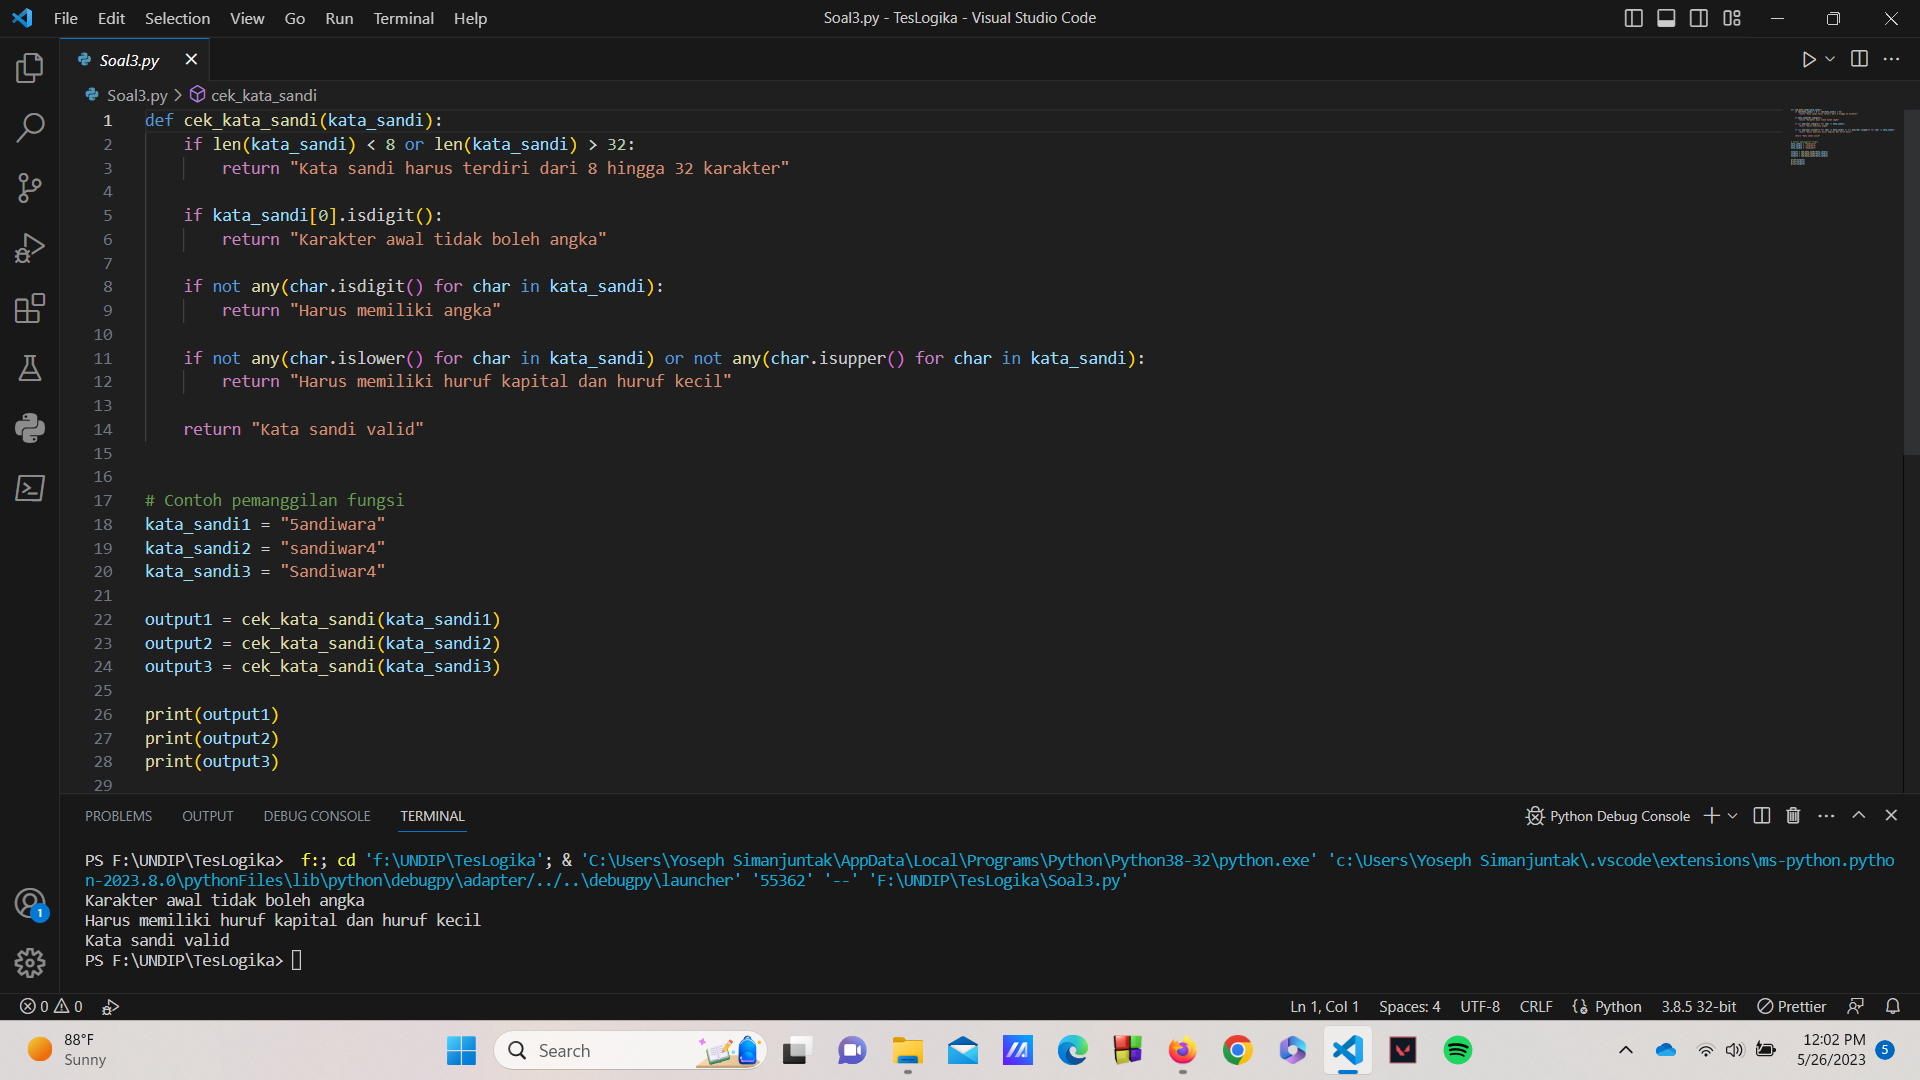 File Edit Selection View Go Run Terminal Help
Soal3.py - TesLogika - Visual Studio Code
Soal3.py
Soal3.py > cek_kata_sandi
1 def cek_kata_sandi(kata_sandi):
2 if len(kata_sandi) < 8 or len(kata_sandi) > 32:
3 return "Kata sandi harus terdiri dari 8 hingga 32 karakter"
4
5 if kata_sandi[0].isdigit():
6 return "Karakter awal tidak boleh angka"
7
8 if not any(char.isdigit() for char in kata_sandi):
9 return "Harus memiliki angka"
10
11 if not any(char.islower() for char in kata_sandi) or not any(char.isupper() for char in kata_sandi):
12 return "Harus memiliki huruf kapital dan huruf kecil"
13
14 return "Kata sandi valid"
15
16
17 # Contoh pemanggilan fungsi
18 kata_sandi1 = "5andiwara"
19 kata_sandi2 = "sandiwar4"
20 kata_sandi3 = "Sandiwar4"
21
22 output1 = cek_kata_sandi(kata_sandi1)
23 output2 = cek_kata_sandi(kata_sandi2)
24 output3 = cek_kata_sandi(kata_sandi3)
25
26 print(output1)
27 print(output2)
28 print(output3)
29
PROBLEMS OUTPUT DEBUG CONSOLE TERMINAL
Python Debug Console
PS F:\UNDIP\TesLogika>  f:; cd 'f:\UNDIP\TesLogika'; & 'C:\Users\Yoseph Simanjuntak\AppData\Local\Programs\Python\Python38-32\python.exe' 'c:\Users\Yoseph Simanjuntak\.vscode\extensions\ms-python.pytho
n-2023.8.0\pythonFiles\lib\python\debugpy\adapter/../..\debugpy\launcher' '55362' '--' 'F:\UNDIP\TesLogika\Soal3.py'
Karakter awal tidak boleh angka
Harus memiliki huruf kapital dan huruf kecil
Kata sandi valid
PS F:\UNDIP\TesLogika>
1
0 0
Ln 1, Col 1 Spaces: 4 UTF-8 CRLF Python 3.8.5 32-bit Prettier
88°F
Sunny
Search
12:02 PM
5/26/2023
5